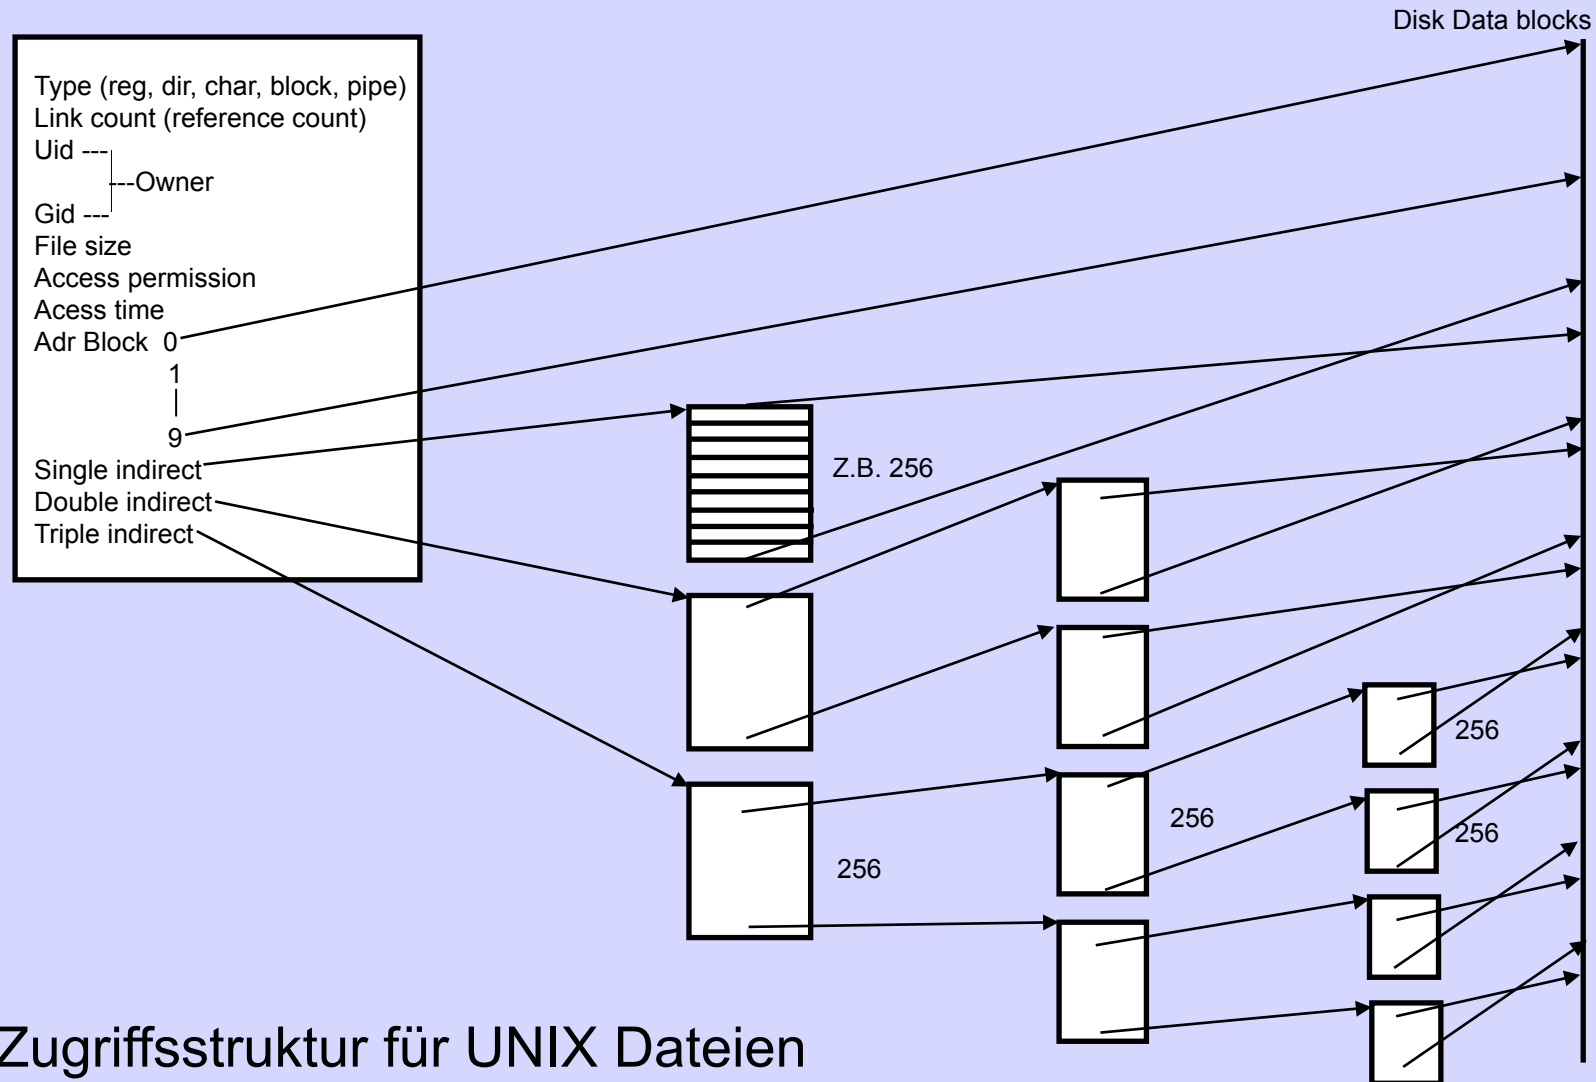 Disk Data blocks
Type (reg, dir, char, block, pipe)
Link count (reference count)
Uid ---
---Owner
Gid ---
File size
Access permission
Acess time
Adr Block 0
1
|
9
Single indirect
Double indirect
Triple indirect
Z.B. 256
256
256
256
256
Zugriffsstruktur für UNIX Dateien